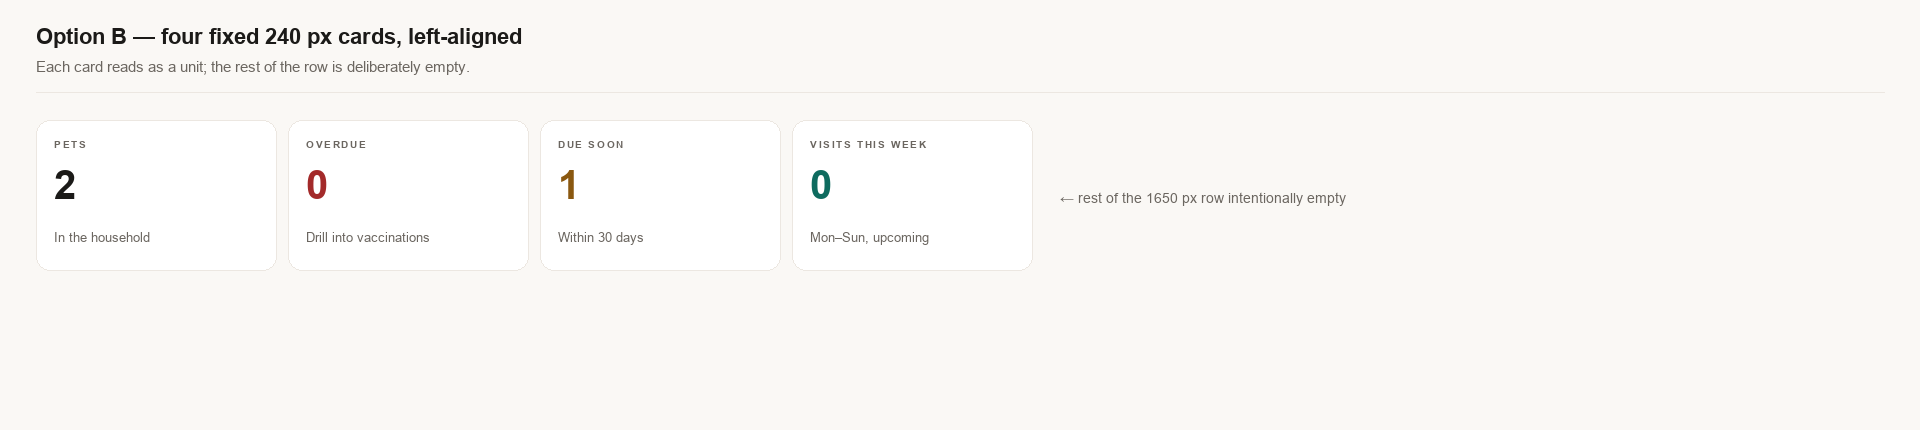 Option B — four fixed 240 px cards, left-aligned
Each card reads as a unit; the rest of the row is deliberately empty.
PETS
2
In the household
OVERDUE
0
Drill into vaccinations
DUE SOON
1
Within 30 days
VISITS THIS WEEK
0
Mon–Sun, upcoming
← rest of the 1650 px row intentionally empty